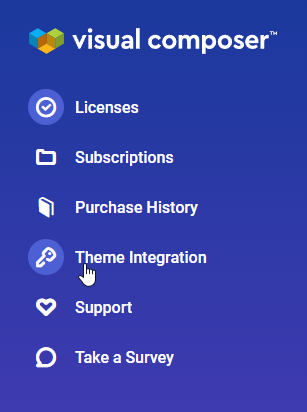 visual composer™
Licenses
Subscriptions
Purchase History
Theme Integration
Support
Take a Survey